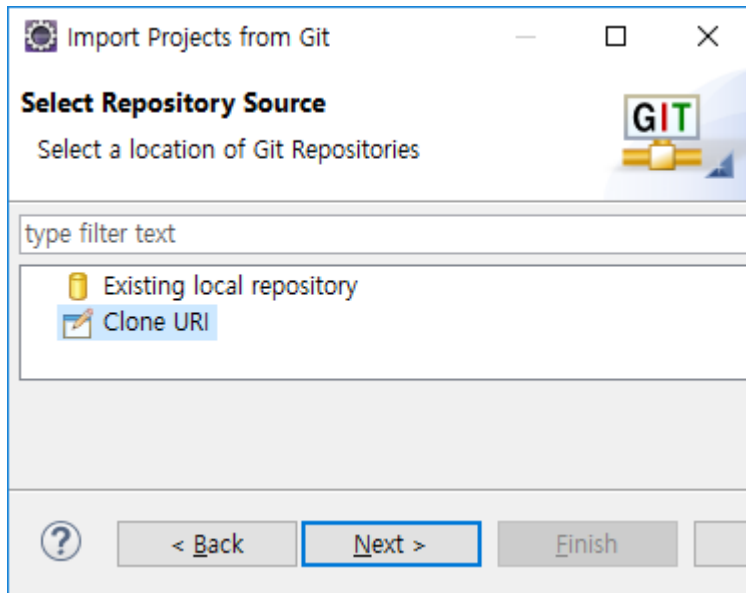 Import Projects from Git
Select Repository Source
Select a location of Git Repositories
GIT
type filter text
Existing local repository
Clone URI
? < Back Next > Finish